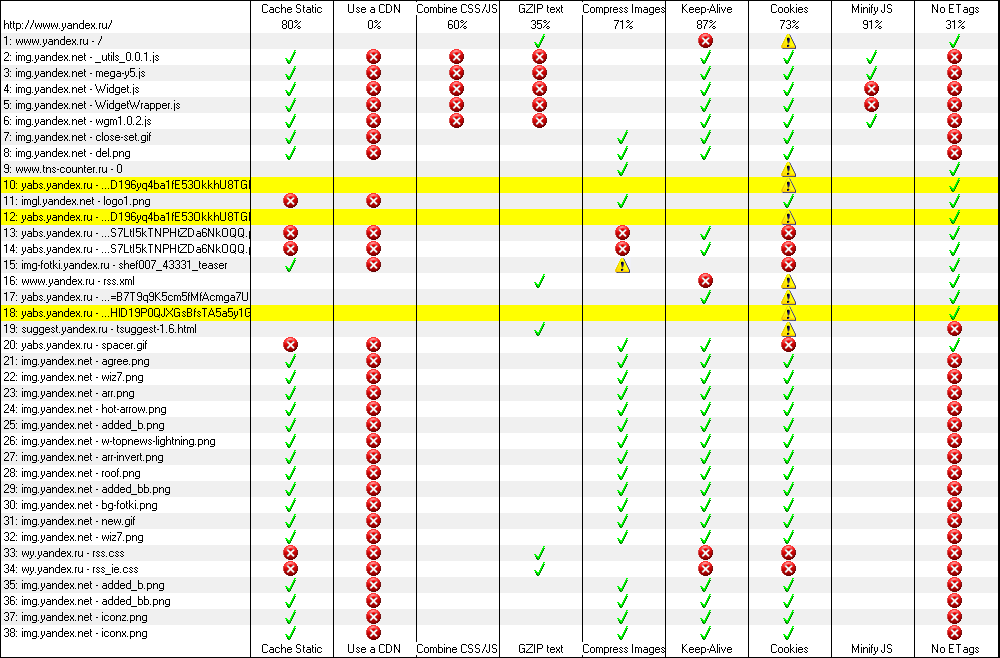 Cache Static Use a CDN Combine CSS/JS GZIP text Compress Images Keep-Alive Cookies Minify JS No ETags
http://www.yandex.ru/ 80% 0% 60% 35% 71% 87% 73% 91% 31%
1: www.yandex.ru - /
2: img.yandex.net - _utils_0.0.1.js
3: img.yandex.net - mega-y5.js
4: img.yandex.net - Widget.js
5: img.yandex.net - WidgetWrapper.js
6: img.yandex.net - wgm1.0.2.js
7: img.yandex.net - close-set.gif
8: img.yandex.net - del.png
9: www.tns-counter.ru - 0
10: yabs.yandex.ru -
11: imgl.yandex.net - logo1.png
12: yabs.yandex.ru -
13: yabs.yandex.ru -
14: yabs.yandex.ru -
15: img-fotki.yandex.ru - shef007_43331_teaser
16: www.yandex.ru - rss.xml
17: yabs.yandex.ru -
18: yabs.yandex.ru -
19: suggest.yandex.ru - tsuggest-1.6.html
20: yabs.yandex.ru - spacer.gif
21: img.yandex.net - agree.png
22: img.yandex.net - wiz7.png
23: img.yandex.net - arr.png
24: img.yandex.net - hot-arrow.png
25: img.yandex.net - added_b.png
26: img.yandex.net - w-topnews-lightning.png
27: img.yandex.net - arr-invert.png
28: img.yandex.net - roof.png
29: img.yandex.net - added_bb.png
30: img.yandex.net - bg-fotki.png
31: img.yandex.net - new.gif
32: img.yandex.net - wiz7.png
33: wy.yandex.ru - rss.css
34: wy.yandex.ru - rss_ie.css
35: img.yandex.net - added_b.png
36: img.yandex.net - added_bb.png
37: img.yandex.net - iconz.png
38: img.yandex.net - iconx.png
Cache Static Use a CDN Combine CSS/JS GZIP text Compress Images Keep-Alive Cookies Minify JS No ETags